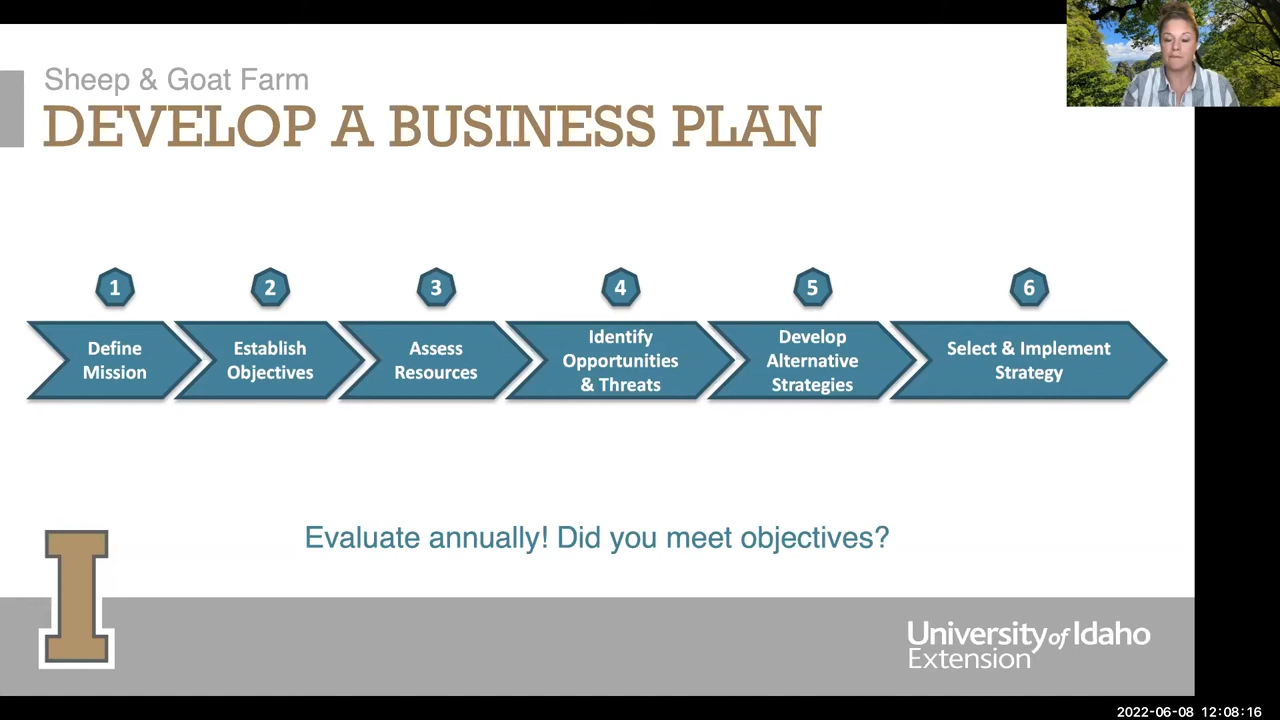 Sheep & Goat Farm
DEVELOP A BUSINESS PLAN
1
Define
Mission
2
Establish
Objectives
3
Assess
Resources
4
Identify
Opportunities
& Threats
5
Develop
Alternative
Strategies
6
Select & Implement
Strategy
Evaluate annually! Did you meet objectives?
I
University of Idaho
Extension
2022-06-08 12:08:16